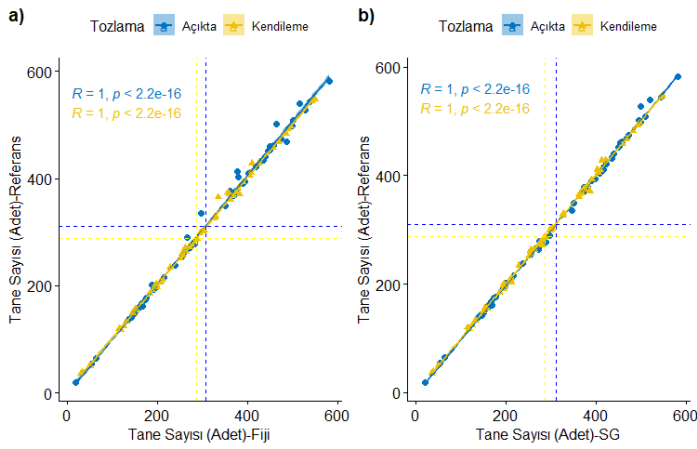 a)
Tozlama Açıkta Kendileme
R = 1, p < 2.2e-16
R = 1, p < 2.2e-16
Tane Sayısı (Adet)-Referans
600
400
200
0
0 200 400 600
Tane Sayısı (Adet)-Fiji
b)
Tozlama Açıkta Kendileme
R = 1, p < 2.2e-16
R = 1, p < 2.2e-16
Tane Sayısı (Adet)-Referans
600
400
200
0
0 200 400 600
Tane Sayısı (Adet)-SG